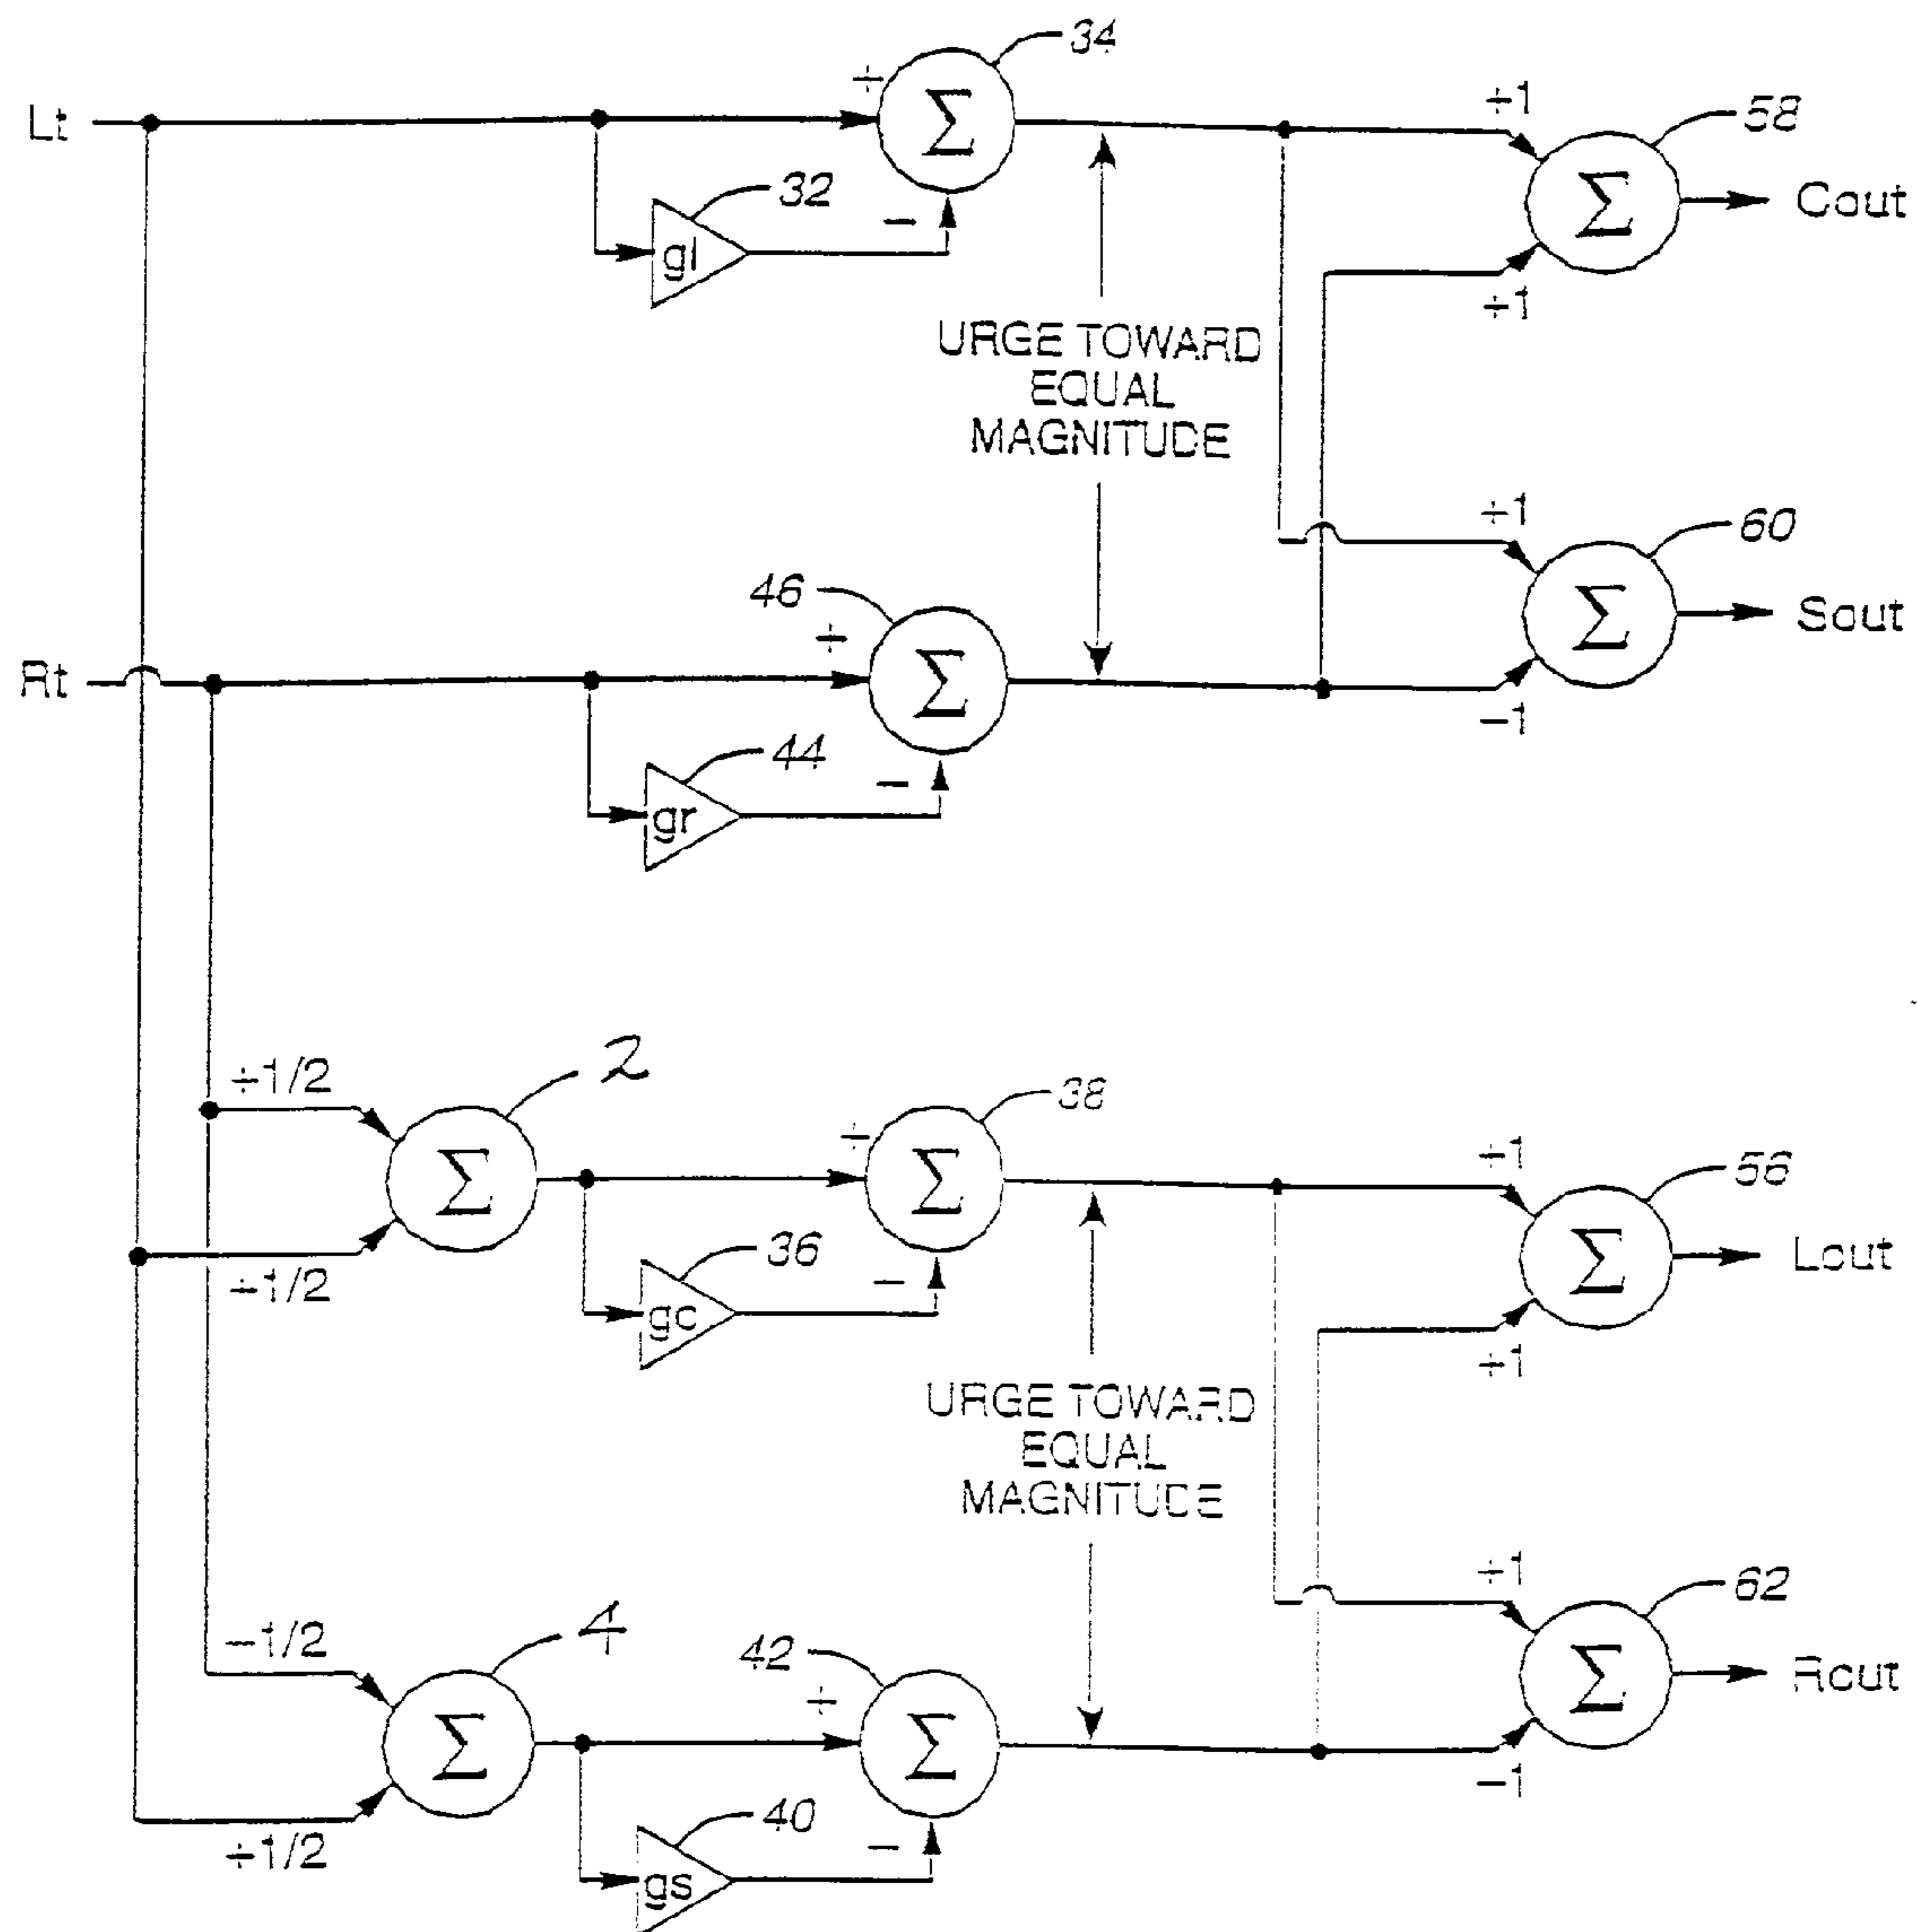 34
+
+1
58
Lt
Σ
32
−
Σ
Cout
gl
+1
URGE TOWARD
EQUAL
MAGNITUDE
+1
60
46
+
Σ
Sout
Rt
Σ
−1
44
−
gr
2
+1/2
38
+
+1
56
Σ
Σ
36
−
Σ
Lout
+1/2
gc
+1
URGE TOWARD
EQUAL
MAGNITUDE
+1
62
4
−1/2
42
+
Σ
Rout
Σ
Σ
−1
40
+1/2
−
gs